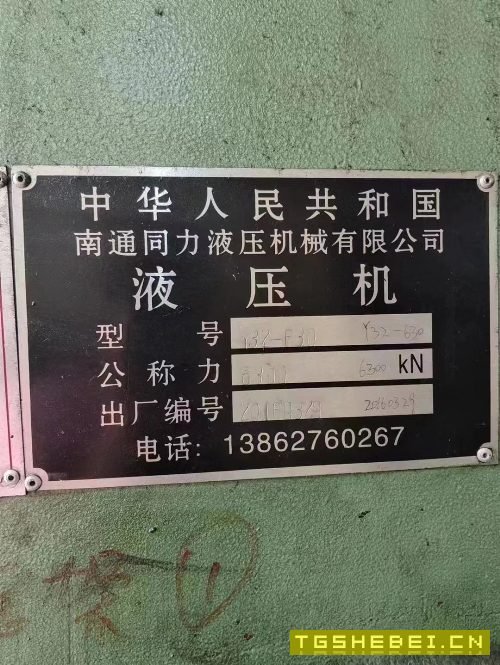 中华人民共和国
南通同力液压机械有限公司
液压机
型号 Y32-630
公称力 6300 kN
出厂编号 20160329
电话: 13862760267
①
TGSHEBEI.CN